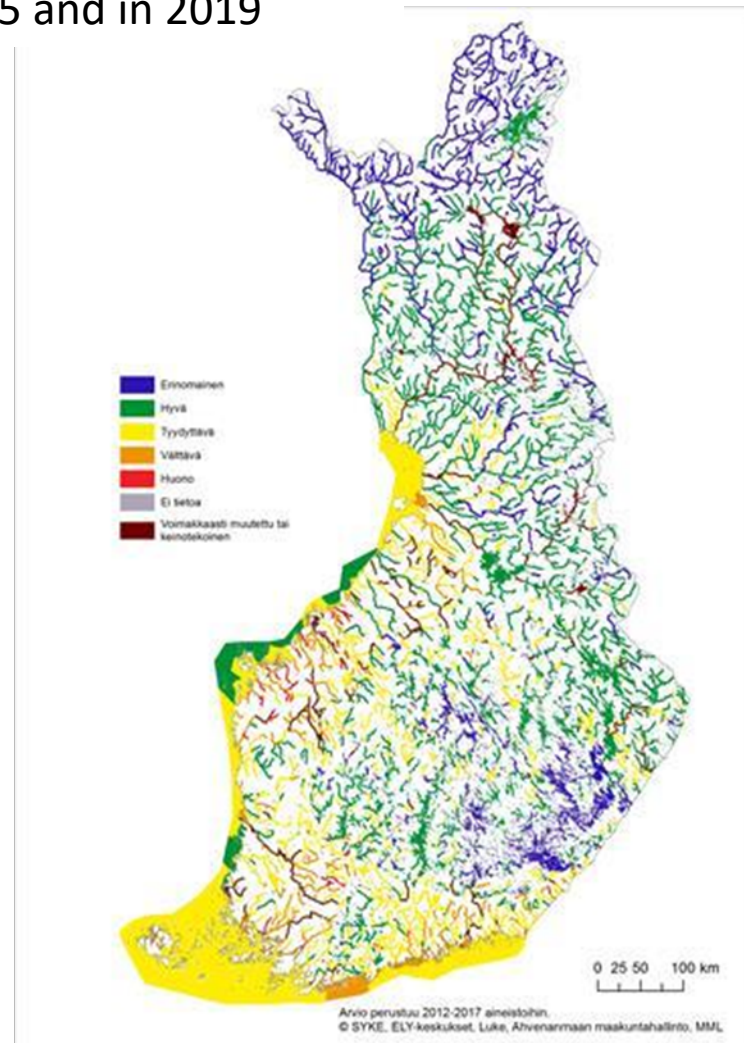 5 and in 2019
Erinomainen
Hyvä
Tyydyttävä
Välttävä
Huono
Ei tietoa
Voimakkaasti muutettu tai
keinotekoinen
0 25 50 100 km
Arvio perustuu 2012-2017 aineistoihin.
© SYKE, ELY-keskukset, Luke, Ahvenanmaan maakuntahallinto, MML